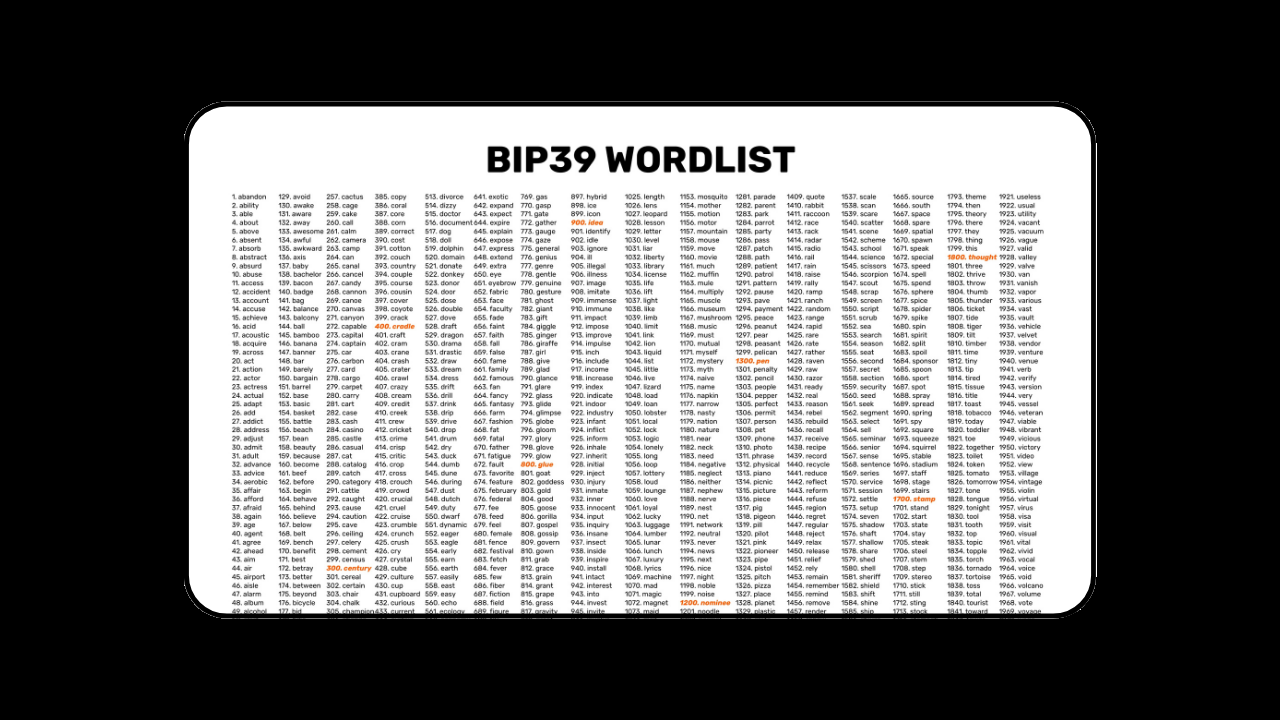 BIP39 WORDLIST
1. abandon 129. avoid 257. cactus 385. copy 513. divorce 641. exotic 769. gas 897. hybrid 1025. length 1153. mosquito 1281. parade 1409. quote 1537. scale 1665. source 1793. theme 1921. useless
2. ability 130. awake 258. cage 386. coral 514. dizzy 642. expand 770. gasp 898. ice 1026. lens 1154. mother 1282. parent 1410. rabbit 1538. scan 1666. south 1794. then 1922. usual
3. able 131. aware 259. cake 387. core 515. doctor 643. expect 771. gate 899. icon 1027. leopard 1155. motion 1283. park 1411. raccoon 1539. scare 1667. space 1795. theory 1923. utility
4. about 132. away 260. call 388. corn 516. document 644. expire 772. gather 900. idea 1028. lesson 1156. motor 1284. parrot 1412. race 1540. scatter 1668. spare 1796. there 1924. vacant
5. above 133. awesome 261. calm 389. correct 517. dog 645. explain 773. gauge 901. identify 1029. letter 1157. mountain 1285. party 1413. rack 1541. scene 1669. spatial 1797. they 1925. vacuum
6. absent 134. awful 262. camera 390. cost 518. doll 646. expose 774. gaze 902. idle 1030. level 1158. mouse 1286. pass 1414. radar 1542. scheme 1670. spawn 1798. thing 1926. vague
7. absorb 135. awkward 263. camp 391. cotton 519. dolphin 647. express 775. general 903. ignore 1031. liar 1159. move 1287. patch 1415. radio 1543. school 1671. speak 1799. this 1927. valid
8. abstract 136. axis 264. can 392. couch 520. domain 648. extend 776. genius 904. ill 1032. liberty 1160. movie 1288. path 1416. rail 1544. science 1672. special 1800. thought 1928. valley
9. absurd 137. baby 265. canal 393. country 521. donate 649. extra 777. genre 905. illegal 1033. library 1161. much 1289. patient 1417. rain 1545. scissors 1673. speed 1801. three 1929. valve
10. abuse 138. bachelor 266. cancel 394. couple 522. donkey 650. eye 778. gentle 906. illness 1034. license 1162. muffin 1290. patrol 1418. raise 1546. scorpion 1674. spell 1802. thrive 1930. van
11. access 139. bacon 267. candy 395. course 523. donor 651. eyebrow 779. genuine 907. image 1035. life 1163. mule 1291. pattern 1419. rally 1547. scout 1675. spend 1803. throw 1931. vanish
12. accident 140. badge 268. cannon 396. cousin 524. door 652. fabric 780. gesture 908. imitate 1036. lift 1164. multiply 1292. pause 1420. ramp 1548. scrap 1676. sphere 1804. thumb 1932. vapor
13. account 141. bag 269. canoe 397. cover 525. dose 653. face 781. ghost 909. immense 1037. light 1165. muscle 1293. pave 1421. ranch 1549. screen 1677. spice 1805. thunder 1933. various
14. accuse 142. balance 270. canvas 398. coyote 526. double 654. faculty 782. giant 910. immune 1038. like 1166. museum 1294. payment 1422. random 1550. script 1678. spider 1806. ticket 1934. vast
15. achieve 143. balcony 271. canyon 399. crack 527. dove 655. fade 783. gift 911. impact 1039. limb 1167. mushroom 1295. peace 1423. range 1551. scrub 1679. spike 1807. tide 1935. vault
16. acid 144. ball 272. capable 400. cradle 528. draft 656. faint 784. giggle 912. impose 1040. limit 1168. music 1296. peanut 1424. rapid 1552. sea 1680. spin 1808. tiger 1936. vehicle
17. acoustic 145. bamboo 273. capital 401. craft 529. dragon 657. faith 785. ginger 913. improve 1041. link 1169. must 1297. pear 1425. rare 1553. search 1681. spirit 1809. tilt 1937. velvet
18. acquire 146. banana 274. captain 402. cram 530. drama 658. fall 786. giraffe 914. impulse 1042. lion 1170. mutual 1298. peasant 1426. rate 1554. season 1682. split 1810. timber 1938. vendor
19. across 147. banner 275. car 403. crane 531. drastic 659. false 787. girl 915. inch 1043. liquid 1171. myself 1299. pelican 1427. rather 1555. seat 1683. spoil 1811. time 1939. venture
20. act 148. bar 276. carbon 404. crash 532. draw 660. fame 788. give 916. include 1044. list 1172. mystery 1300. pen 1428. raven 1556. second 1684. sponsor 1812. tiny 1940. venue
21. action 149. barely 277. card 405. crater 533. dream 661. family 789. glad 917. income 1045. little 1173. myth 1301. penalty 1429. raw 1557. secret 1685. spoon 1813. tip 1941. verb
22. actor 150. bargain 278. cargo 406. crawl 534. dress 662. famous 790. glance 918. increase 1046. live 1174. naive 1302. pencil 1430. razor 1558. section 1686. sport 1814. tired 1942. verify
23. actress 151. barrel 279. carpet 407. crazy 535. drift 663. fan 791. glare 919. index 1047. lizard 1175. name 1303. people 1431. ready 1559. security 1687. spot 1815. tissue 1943. version
24. actual 152. base 280. carry 408. cream 536. drill 664. fancy 792. glass 920. indicate 1048. load 1176. napkin 1304. pepper 1432. real 1560. seed 1688. spray 1816. title 1944. very
25. adapt 153. basic 281. cart 409. credit 537. drink 665. fantasy 793. glide 921. indoor 1049. loan 1177. narrow 1305. perfect 1433. reason 1561. seek 1689. spread 1817. toast 1945. vessel
26. add 154. basket 282. case 410. creek 538. drip 666. farm 794. glimpse 922. industry 1050. lobster 1178. nasty 1306. permit 1434. rebel 1562. segment 1690. spring 1818. tobacco 1946. veteran
27. addict 155. battle 283. cash 411. crew 539. drive 667. fashion 795. globe 923. infant 1051. local 1179. nation 1307. person 1435. rebuild 1563. select 1691. spy 1819. today 1947. viable
28. address 156. beach 284. casino 412. cricket 540. drop 668. fat 796. gloom 924. inflict 1052. lock 1180. nature 1308. pet 1436. recall 1564. sell 1692. square 1820. toddler 1948. vibrant
29. adjust 157. bean 285. castle 413. crime 541. drum 669. fatal 797. glory 925. inform 1053. logic 1181. near 1309. phone 1437. receive 1565. seminar 1693. squeeze 1821. toe 1949. vicious
30. admit 158. beauty 286. casual 414. crisp 542. dry 670. father 798. glove 926. inhale 1054. lonely 1182. neck 1310. photo 1438. recipe 1566. senior 1694. squirrel 1822. together 1950. victory
31. adult 159. because 287. cat 415. critic 543. duck 671. fatigue 799. glow 927. inherit 1055. long 1183. need 1311. phrase 1439. record 1567. sense 1695. stable 1823. toilet 1951. video
32. advance 160. become 288. catalog 416. crop 544. dumb 672. fault 800. glue 928. initial 1056. loop 1184. negative 1312. physical 1440. recycle 1568. sentence 1696. stadium 1824. token 1952. view
33. advice 161. beef 289. catch 417. cross 545. dune 673. favorite 801. goat 929. inject 1057. lottery 1185. neglect 1313. piano 1441. reduce 1569. series 1697. staff 1825. tomato 1953. village
34. aerobic 162. before 290. category 418. crouch 546. during 674. feature 802. goddess 930. injury 1058. loud 1186. neither 1314. picnic 1442. reflect 1570. service 1698. stage 1826. tomorrow 1954. vintage
35. affair 163. begin 291. cattle 419. crowd 547. dust 675. february 803. gold 931. inmate 1059. lounge 1187. nephew 1315. picture 1443. reform 1571. session 1699. stairs 1827. tone 1955. violin
36. afford 164. behave 292. caught 420. crucial 548. dutch 676. federal 804. good 932. inner 1060. love 1188. nerve 1316. piece 1444. refuse 1572. settle 1700. stamp 1828. tongue 1956. virtual
37. afraid 165. behind 293. cause 421. cruel 549. duty 677. fee 805. goose 933. innocent 1061. loyal 1189. nest 1317. pig 1445. region 1573. setup 1701. stand 1829. tonight 1957. virus
38. again 166. believe 294. caution 422. cruise 550. dwarf 678. feed 806. gorilla 934. input 1062. lucky 1190. net 1318. pigeon 1446. regret 1574. seven 1702. start 1830. tool 1958. visa
39. age 167. below 295. cave 423. crumble 551. dynamic 679. feel 807. gospel 935. inquiry 1063. luggage 1191. network 1319. pill 1447. regular 1575. shadow 1703. state 1831. tooth 1959. visit
40. agent 168. belt 296. ceiling 424. crunch 552. eager 680. female 808. gossip 936. insane 1064. lumber 1192. neutral 1320. pilot 1448. reject 1576. shaft 1704. stay 1832. top 1960. visual
41. agree 169. bench 297. celery 425. crush 553. eagle 681. fence 809. govern 937. insect 1065. lunar 1193. never 1321. pink 1449. relax 1577. shallow 1705. steak 1833. topic 1961. vital
42. ahead 170. benefit 298. cement 426. cry 554. early 682. festival 810. gown 938. inside 1066. lunch 1194. news 1322. pioneer 1450. release 1578. share 1706. steel 1834. topple 1962. vivid
43. aim 171. best 299. census 427. crystal 555. earn 683. fetch 811. grab 939. inspire 1067. luxury 1195. next 1323. pipe 1451. relief 1579. shed 1707. stem 1835. torch 1963. vocal
44. air 172. betray 300. century 428. cube 556. earth 684. fever 812. grace 940. install 1068. lyrics 1196. nice 1324. pistol 1452. rely 1580. shell 1708. step 1836. tornado 1964. voice
45. airport 173. better 301. cereal 429. culture 557. easily 685. few 813. grain 941. intact 1069. machine 1197. night 1325. pitch 1453. remain 1581. sheriff 1709. stereo 1837. tortoise 1965. void
46. aisle 174. between 302. certain 430. cup 558. east 686. fiber 814. grant 942. interest 1070. mad 1198. noble 1326. pizza 1454. remember 1582. shield 1710. stick 1838. toss 1966. volcano
47. alarm 175. beyond 303. chair 431. cupboard 559. easy 687. fiction 815. grape 943. into 1071. magic 1199. noise 1327. place 1455. remind 1583. shift 1711. still 1839. total 1967. volume
48. album 176. bicycle 304. chalk 432. curious 560. echo 688. field 816. grass 944. invest 1072. magnet 1200. nominee 1328. planet 1456. remove 1584. shine 1712. sting 1840. tourist 1968. vote
49. alcohol 177. bid 305. champion 433. current 561. ecology 689. figure 817. gravity 945. invite 1073. maid 1201. noodle 1329. plastic 1457. render 1585. ship 1713. stock 1841. toward 1969. voyage